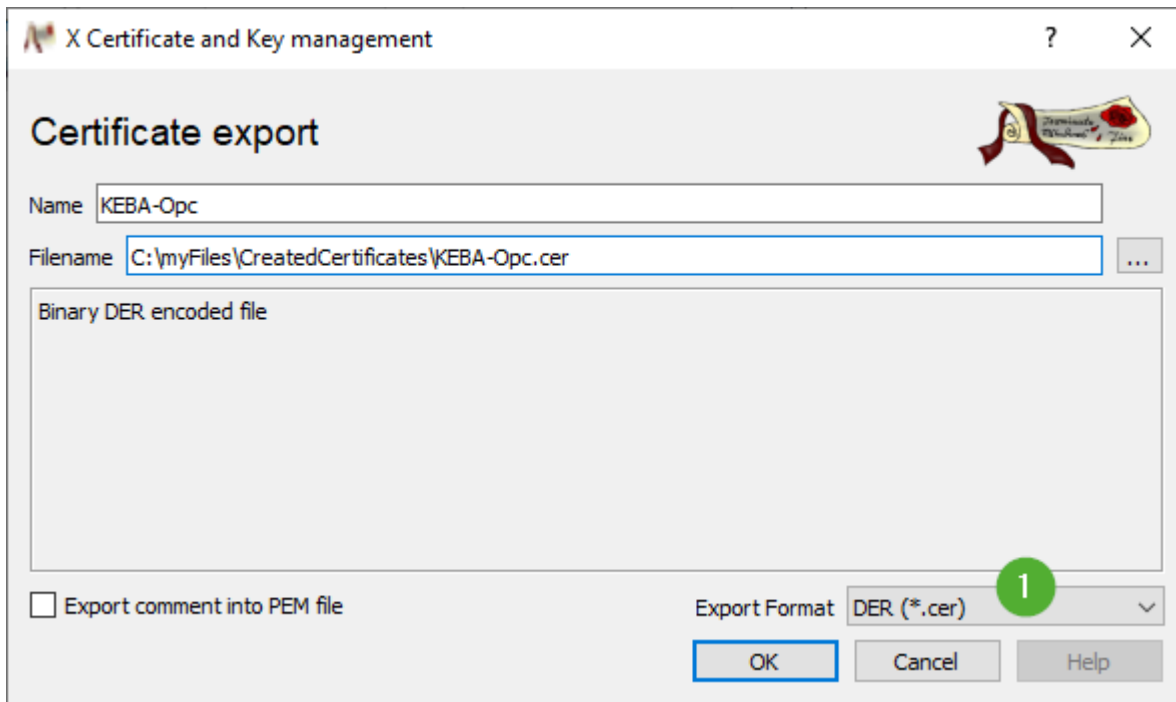 X Certificate and Key management ?
Certificate export
Name KEBA-Opc
Filename C:\myFiles\CreatedCertificates\KEBA-Opc.cer ...
Binary DER encoded file
1
Export comment into PEM file Export Format DER (*.cer)
OK Cancel Help